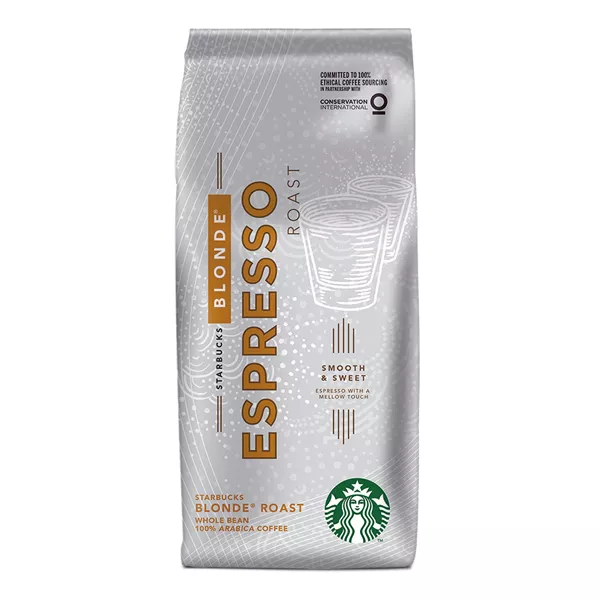 COMMITTED TO 100%
ETHICAL COFFEE SOURCING
IN PARTNERSHIP WITH
CONSERVATION
INTERNATIONAL
STARBUCKS BLONDE®
ESPRESSO
ROAST
SMOOTH
& SWEET
ESPRESSO WITH A
MELLOW TOUCH
STARBUCKS
BLONDE® ROAST
WHOLE BEAN
100% ARABICA COFFEE
TM